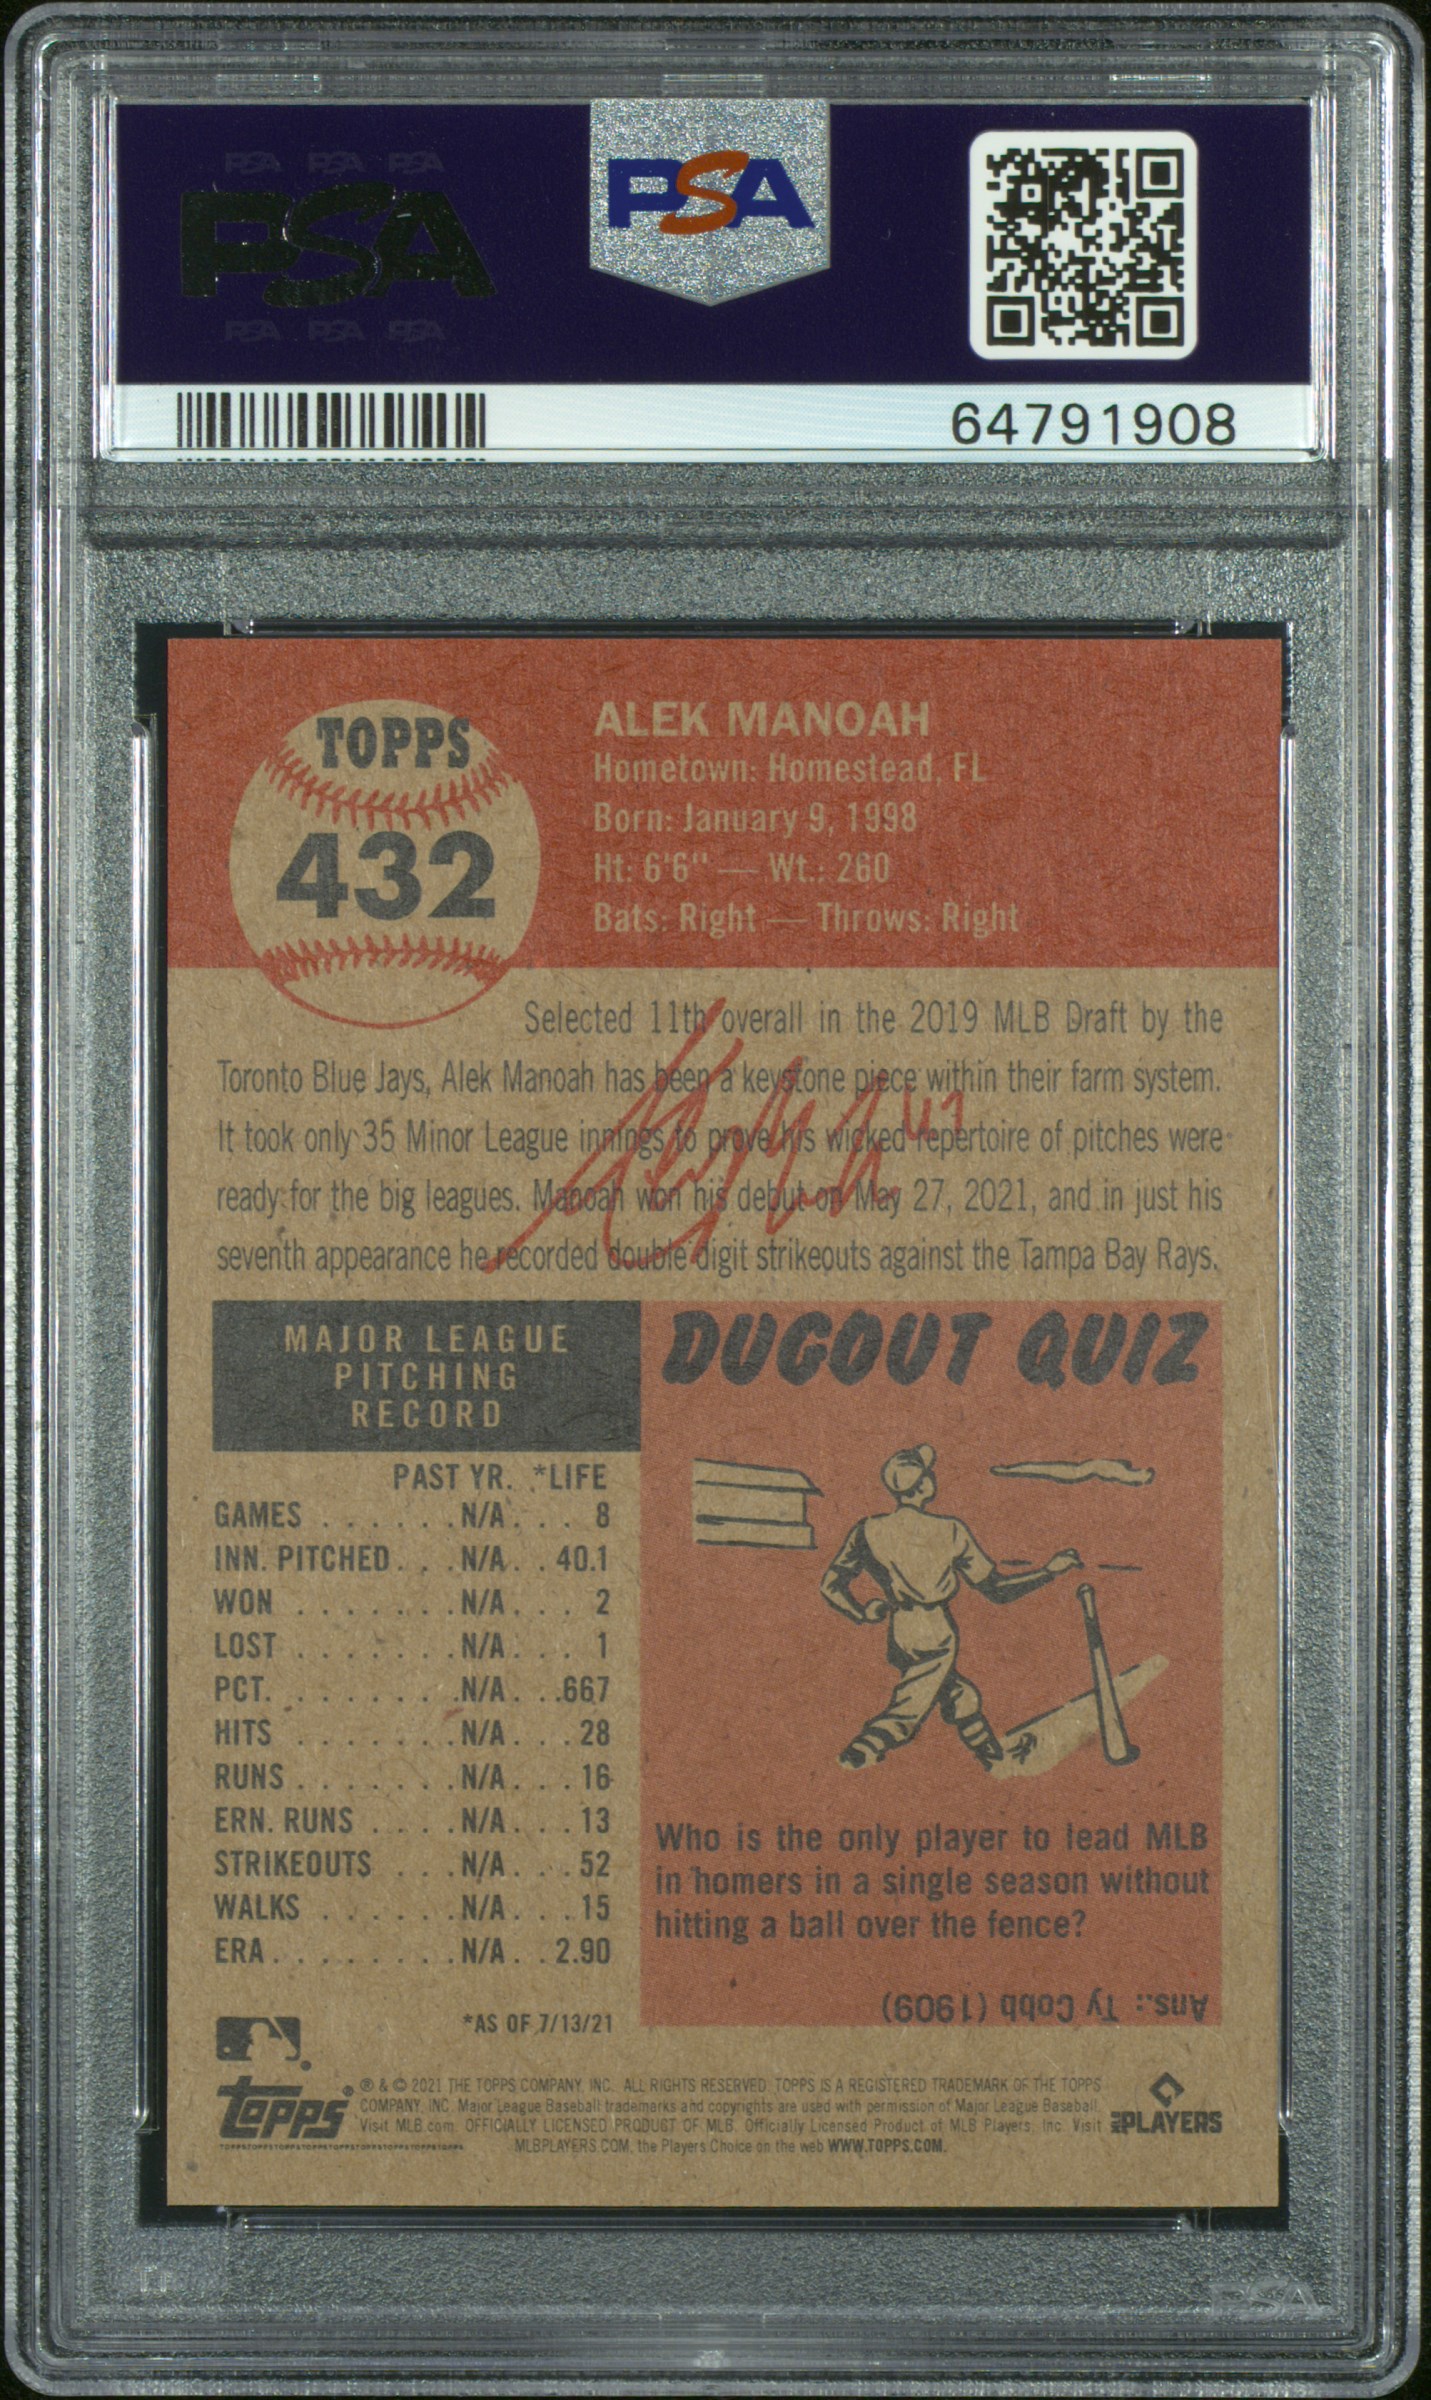 PSA PSA PSA
PSA
PSA PSA PSA
PSA
64791908
TOPPS
432
ALEK MANOAH
Hometown: Homestead, FL
Born: January 9, 1998
Ht: 6'6" — Wt.: 260
Bats: Right — Throws: Right
Selected 11th overall in the 2019 MLB Draft by the
Toronto Blue Jays, Alek Manoah has been a keystone piece within their farm system.
It took only 35 Minor League innings to prove his wicked repertoire of pitches were
ready for the big leagues. Manoah won his debut on May 27, 2021, and in just his
seventh appearance he recorded double digit strikeouts against the Tampa Bay Rays.
MAJOR LEAGUE
PITCHING
RECORD
PAST YR. *LIFE
GAMES . . . . . . N/A . . . 8
INN. PITCHED . . . N/A . . 40.1
WON . . . . . . . N/A . . . 2
LOST . . . . . . . N/A . . . 1
PCT. . . . . . . . N/A . . .667
HITS . . . . . . . N/A . . . 28
RUNS . . . . . . . N/A . . . 16
ERN. RUNS . . . . N/A . . . 13
STRIKEOUTS . . . N/A . . . 52
WALKS . . . . . . N/A . . . 15
ERA . . . . . . . . N/A . . 2.90
*AS OF 7/13/21
DUGOUT QUIZ
Who is the only player to lead MLB
in homers in a single season without
hitting a ball over the fence?
Ans.: Ty Cobb (1909)
Topps
® & © 2021 THE TOPPS COMPANY, INC. ALL RIGHTS RESERVED. TOPPS IS A REGISTERED TRADEMARK OF THE TOPPS
COMPANY, INC. Major League Baseball trademarks and copyrights are used with permission of Major League Baseball.
Visit MLB.com. OFFICIALLY LICENSED PRODUCT OF MLB. Officially Licensed Product of MLB Players, Inc. Visit
MLBPLAYERS.COM, the Players Choice on the web WWW.TOPPS.COM.
PLAYERS
PSA